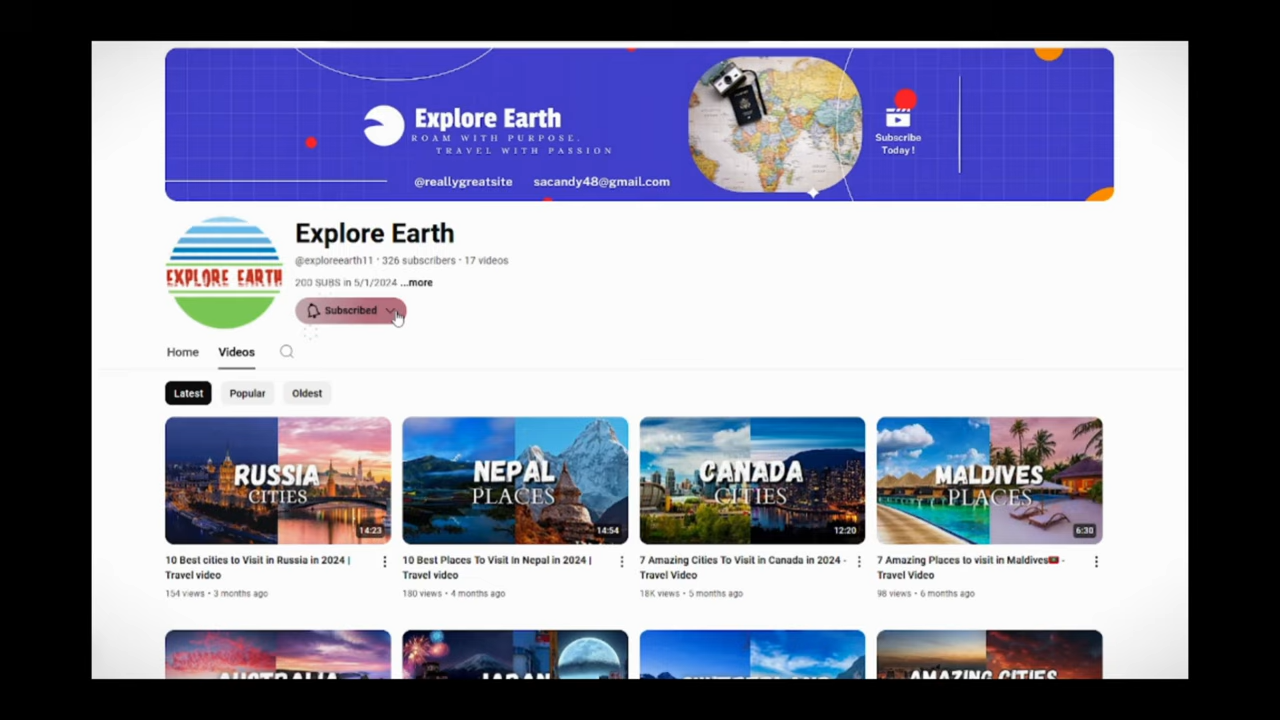 Explore Earth
ROAM WITH PURPOSE.
TRAVEL WITH PASSION
@reallygreatsite sacandy48@gmail.com
Subscribe
Today!
EXPLORE EARTH
Explore Earth
@exploreearth11 · 326 subscribers · 17 videos
200 SUBS in 5/1/2024 ...more
Subscribed
Home Videos
Latest Popular Oldest
RUSSIA
CITIES
14:23
NEPAL
PLACES
14:54
CANADA
CITIES
12:20
MALDIVES
PLACES
6:30
10 Best cities to Visit in Russia in 2024 |
Travel video
154 views · 3 months ago
10 Best Places To Visit In Nepal in 2024 |
Travel video
180 views · 4 months ago
7 Amazing Cities To Visit in Canada in 2024 -
Travel Video
18K views · 5 months ago
7 Amazing Places to visit in Maldives🇲🇻 -
Travel Video
98 views · 6 months ago
AUSTRALIA
JAPAN
SWITZERLAND
AMAZING CITIES